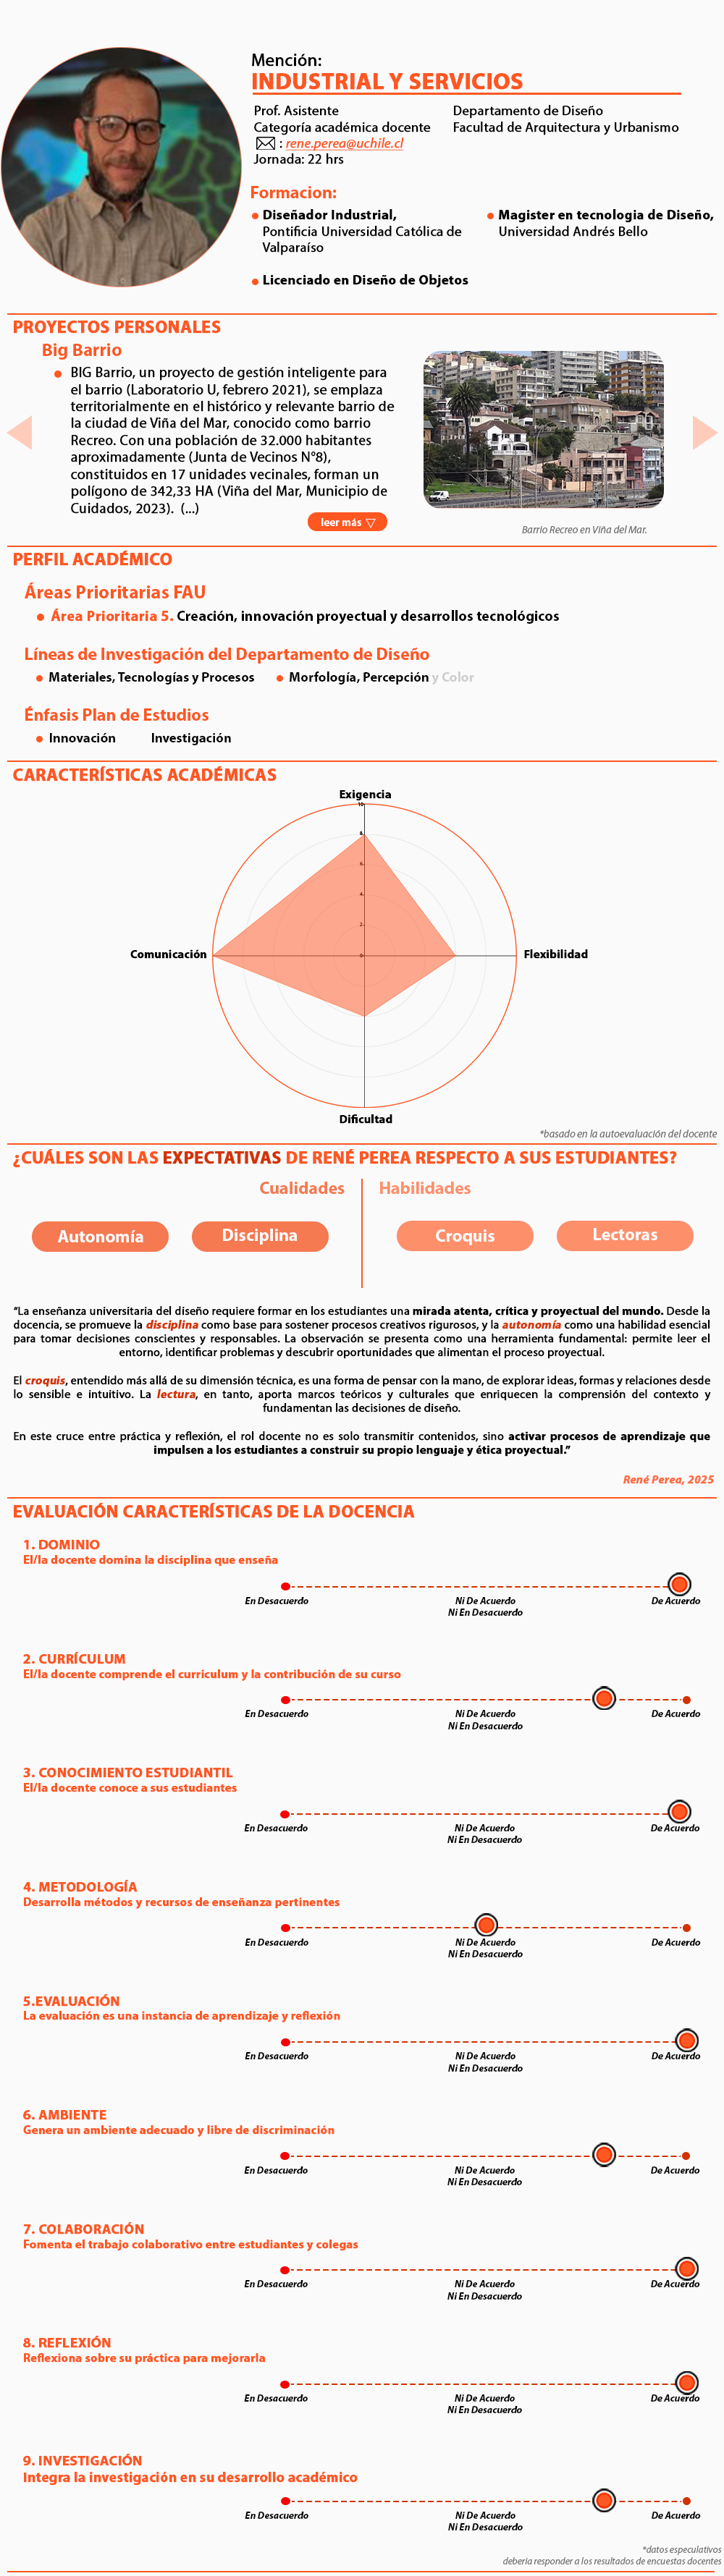 Mención:
INDUSTRIAL Y SERVICIOS
Prof. Asistente
Categoría académica docente
: rene.perea@uchile.cl
Jornada: 22 hrs
Departamento de Diseño
Facultad de Arquitectura y Urbanismo
Formacion:
Diseñador Industrial,
Pontificia Universidad Católica de
Valparaíso
Licenciado en Diseño de Objetos
Magister en tecnologia de Diseño,
Universidad Andrés Bello
PROYECTOS PERSONALES
Big Barrio
BIG Barrio, un proyecto de gestión inteligente para
el barrio (Laboratorio U, febrero 2021), se emplaza
territorialmente en el histórico y relevante barrio de
la ciudad de Viña del Mar, conocido como barrio
Recreo. Con una población de 32.000 habitantes
aproximadamente (Junta de Vecinos N°8),
constituidos en 17 unidades vecinales, forman un
polígono de 342,33 HA (Viña del Mar, Municipio de
Cuidados, 2023). (...)
leer más
Barrio Recreo en Viña del Mar.
PERFIL ACADÉMICO
Áreas Prioritarias FAU
Área Prioritaria 5. Creación, innovación proyectual y desarrollos tecnológicos
Líneas de Investigación del Departamento de Diseño
Materiales, Tecnologías y Procesos
Morfología, Percepción y Color
Énfasis Plan de Estudios
Innovación
Investigación
CARACTERÍSTICAS ACADÉMICAS
Exigencia
10
8
6
4
2
0
Comunicación
Flexibilidad
Dificultad
*basado en la autoevaluación del docente
¿CUÁLES SON LAS EXPECTATIVAS DE RENÉ PEREA RESPECTO A SUS ESTUDIANTES?
Cualidades
Habilidades
Autonomía
Disciplina
Croquis
Lectoras
"La enseñanza universitaria del diseño requiere formar en los estudiantes una mirada atenta, crítica y proyectual del mundo. Desde la
docencia, se promueve la disciplina como base para sostener procesos creativos rigurosos, y la autonomía como una habilidad esencial
para tomar decisiones conscientes y responsables. La observación se presenta como una herramienta fundamental: permite leer el
entorno, identificar problemas y descubrir oportunidades que alimentan el proceso proyectual.
El croquis, entendido más allá de su dimensión técnica, es una forma de pensar con la mano, de explorar ideas, formas y relaciones desde
lo sensible e intuitivo. La lectura, en tanto, aporta marcos teóricos y culturales que enriquecen la comprensión del contexto y
fundamentan las decisiones de diseño.
En este cruce entre práctica y reflexión, el rol docente no es solo transmitir contenidos, sino activar procesos de aprendizaje que
impulsen a los estudiantes a construir su propio lenguaje y ética proyectual."
René Perea, 2025
EVALUACIÓN CARACTERÍSTICAS DE LA DOCENCIA
1. DOMINIO
El/la docente domina la disciplina que enseña
En Desacuerdo
Ni De Acuerdo
Ni En Desacuerdo
De Acuerdo
2. CURRÍCULUM
El/la docente comprende el curriculum y la contribución de su curso
En Desacuerdo
Ni De Acuerdo
Ni En Desacuerdo
De Acuerdo
3. CONOCIMIENTO ESTUDIANTIL
El/la docente conoce a sus estudiantes
En Desacuerdo
Ni De Acuerdo
Ni En Desacuerdo
De Acuerdo
4. METODOLOGÍA
Desarrolla métodos y recursos de enseñanza pertinentes
En Desacuerdo
Ni De Acuerdo
Ni En Desacuerdo
De Acuerdo
5.EVALUACIÓN
La evaluación es una instancia de aprendizaje y reflexión
En Desacuerdo
Ni De Acuerdo
Ni En Desacuerdo
De Acuerdo
6. AMBIENTE
Genera un ambiente adecuado y libre de discriminación
En Desacuerdo
Ni De Acuerdo
Ni En Desacuerdo
De Acuerdo
7. COLABORACIÓN
Fomenta el trabajo colaborativo entre estudiantes y colegas
En Desacuerdo
Ni De Acuerdo
Ni En Desacuerdo
De Acuerdo
8. REFLEXIÓN
Reflexiona sobre su práctica para mejorarla
En Desacuerdo
Ni De Acuerdo
Ni En Desacuerdo
De Acuerdo
9. INVESTIGACIÓN
Integra la investigación en su desarrollo académico
En Desacuerdo
Ni De Acuerdo
Ni En Desacuerdo
De Acuerdo
*datos especulativos
deberia responder a los resultados de encuestas docentes